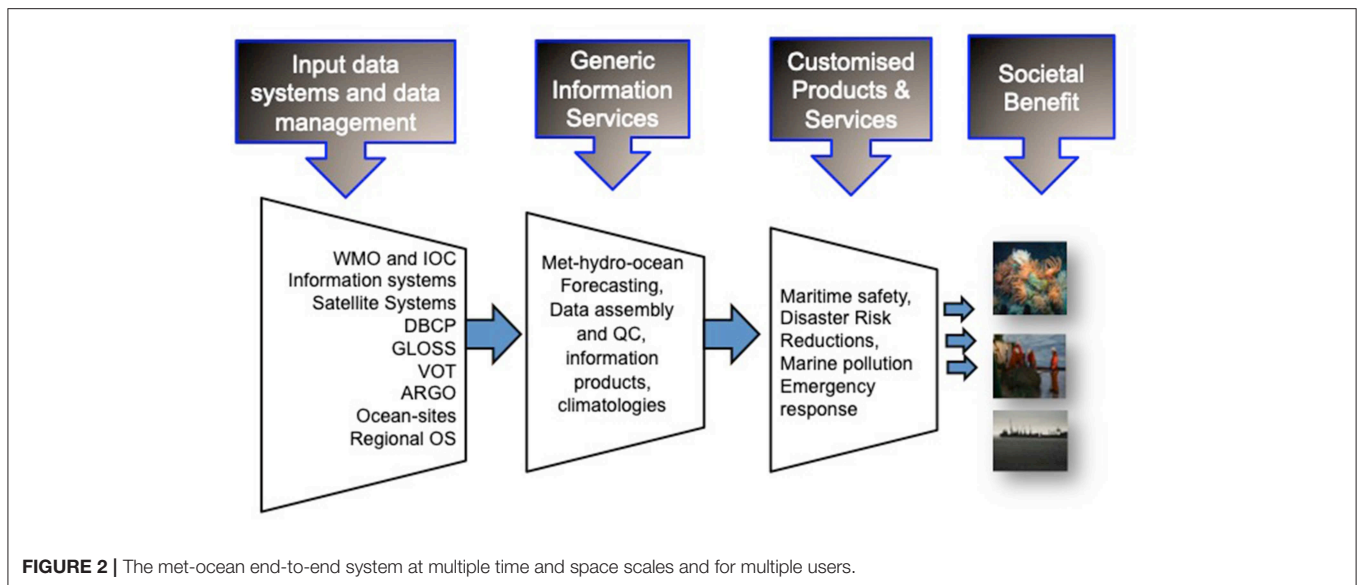 Input data
systems and data
management
Generic
Information
Services
Customised
Products &
Services
Societal
Benefit
WMO and IOC
Information systems
Satellite Systems
DBCP
GLOSS
VOT
ARGO
Ocean-sites
Regional OS
Met-hydro-ocean
Forecasting,
Data assembly
and QC,
information
products,
climatologies
Maritime safety,
Disaster Risk
Reductions,
Marine pollution
Emergency
response
FIGURE 2 | The met-ocean end-to-end system at multiple time and space scales and for multiple users.